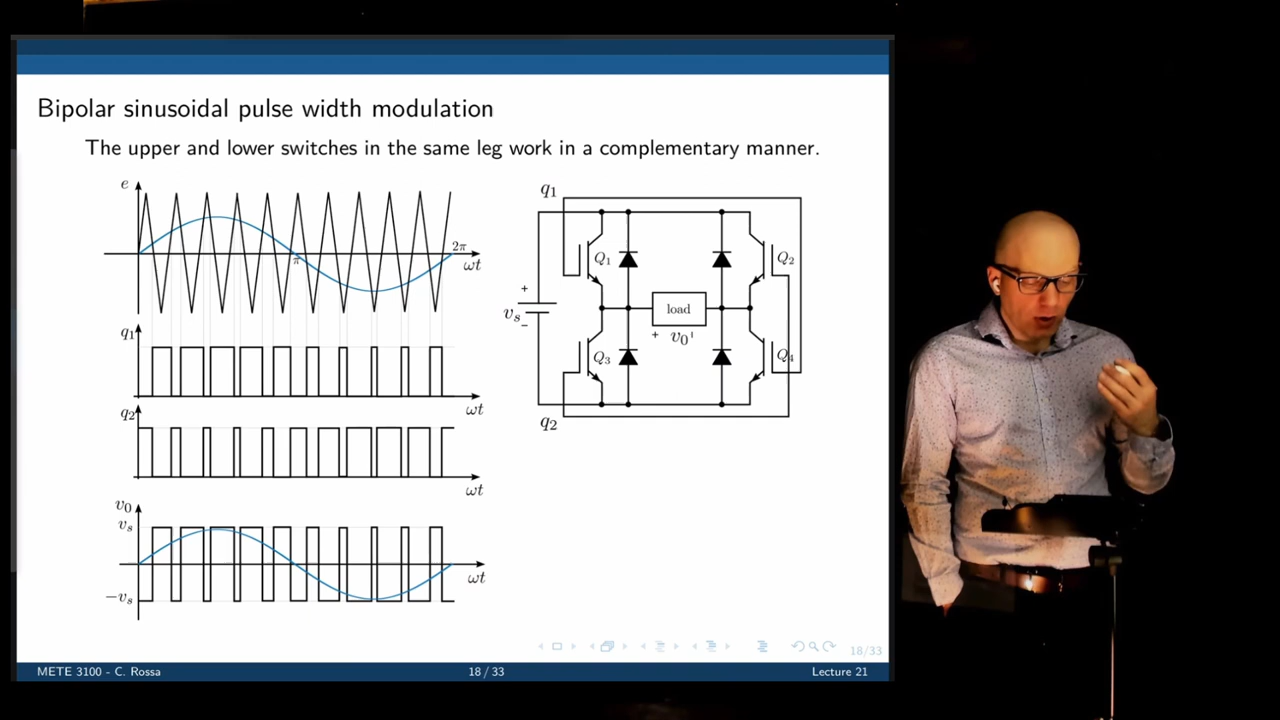 Bipolar sinusoidal pulse width modulation
The upper and lower switches in the same leg work in a complementary manner.
e
2π
π
ωt
q1
ωt
q2
ωt
v0
vs
−vs
ωt
q1
Q1
Q2
+
vs
−
load
+ v0 ı
Q3
Q4
q2
18/33
METE 3100 - C. Rossa
18 / 33
Lecture 21